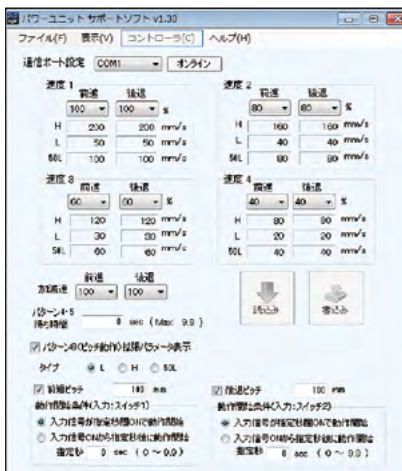 パワーユニット サポートソフト v1.30
ファイル(F) 表示(V) コントローラ(C) ヘルプ(H)
通信ポート設定 COM1 オンライン
速度 1
前進 後退
100 100 %
H 200 200 mm/s
L 50 50 mm/s
50L 100 100 mm/s
速度 2
前進 後退
80 80 %
H 160 160 mm/s
L 40 40 mm/s
50L 80 80 mm/s
速度 3
前進 後退
60 60 %
H 120 120 mm/s
L 30 30 mm/s
50L 60 60 mm/s
速度 4
前進 後退
40 40 %
H 80 80 mm/s
L 20 20 mm/s
50L 40 40 mm/s
前進 後退
加減速 100 100
読込み 書込み
パターン4・5
待ち時間 0 sec (Max 9.9)
パターン8(ピッチ動作)拡張パラメータ表示
タイプ L H 50L
前進ピッチ 100 mm
動作開始条件(入力:スイッチ1)
入力信号が指定秒間ONで動作開始
入力信号ONから指定秒後に動作開始
指定秒 0 sec (0～0.9)
後退ピッチ 100 mm
動作開始条件(入力:スイッチ2)
入力信号が指定秒間ONで動作開始
入力信号ONから指定秒後に動作開始
指定秒 0 sec (0～0.9)